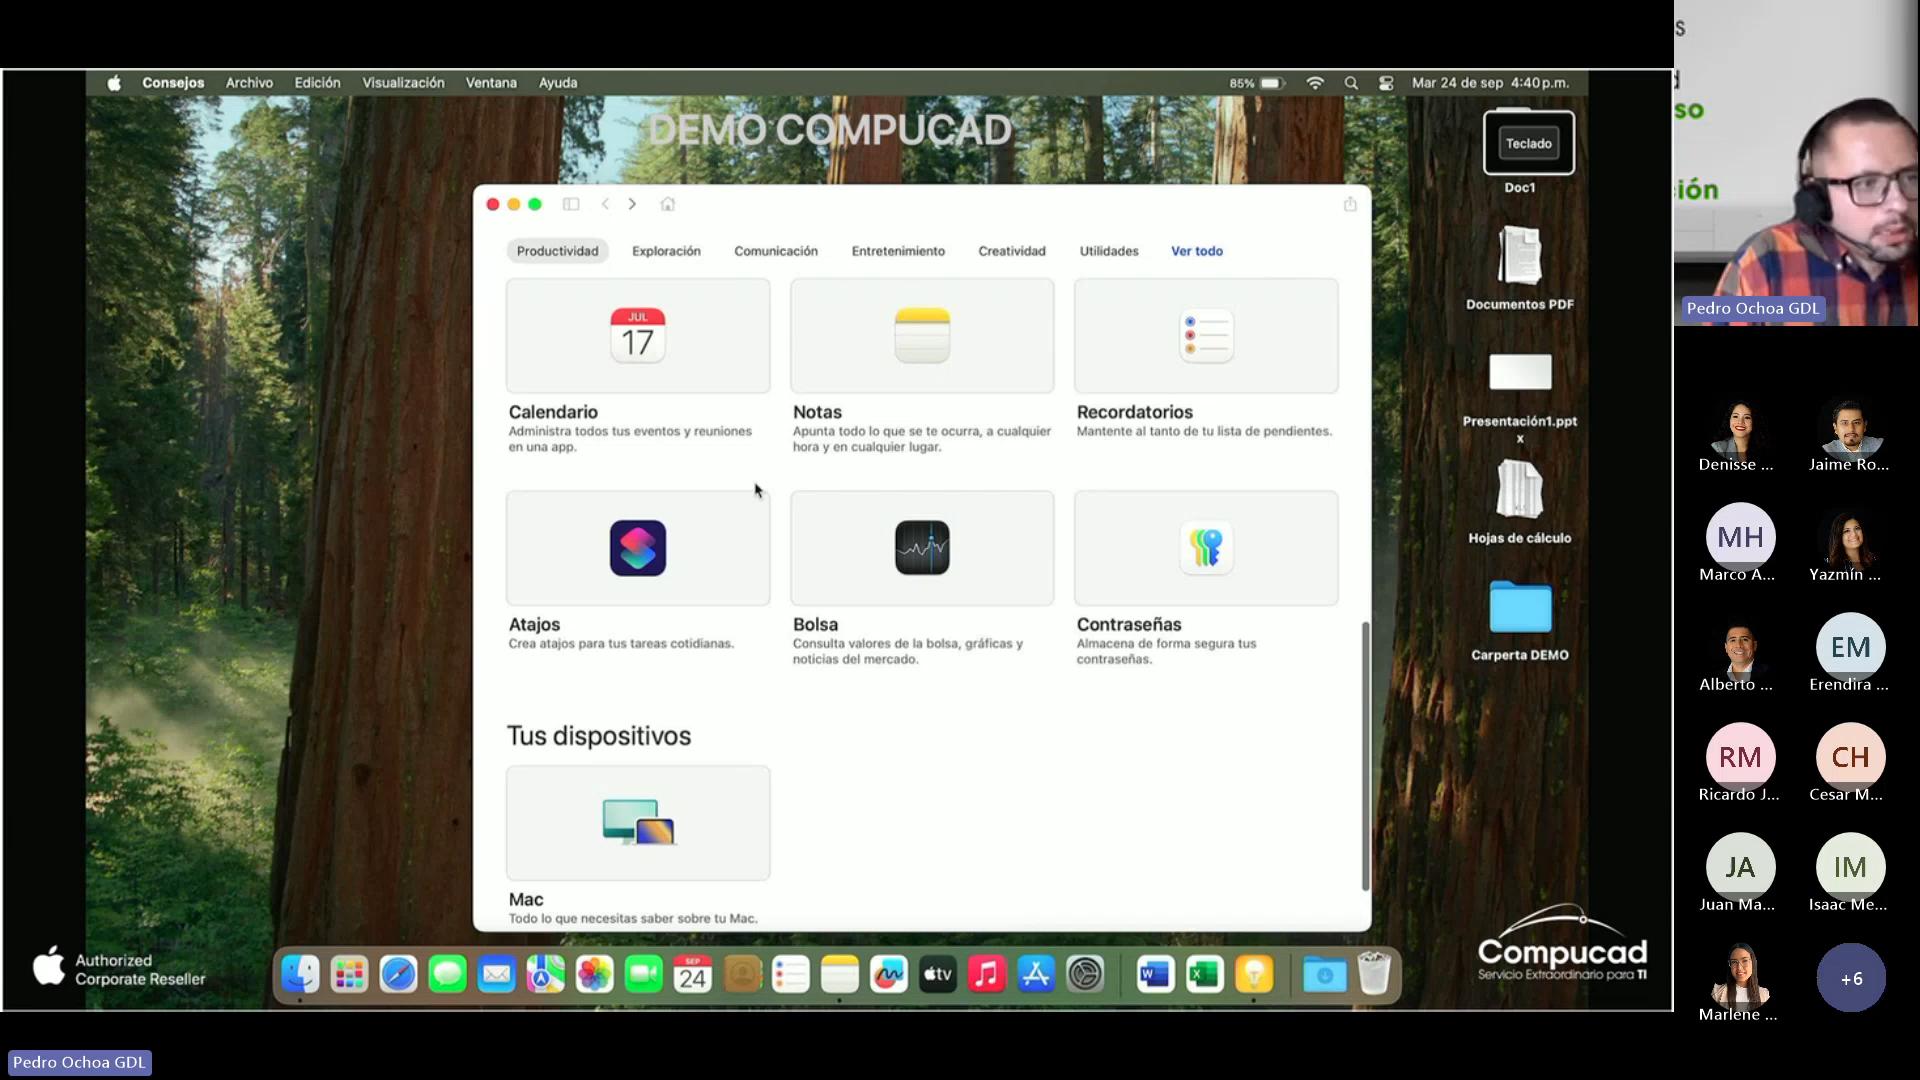 Consejos Archivo Edición Visualización Ventana Ayuda
85% Mar 24 de sep 4:40 p.m.
DEMO COMPUCAD
Teclado
Doc1
Documentos PDF
Presentación1.ppt
x
Hojas de cálculo
Carperta DEMO
Productividad Exploración Comunicación Entretenimiento Creatividad Utilidades Ver todo
JUL
17
Calendario
Administra todos tus eventos y reuniones
en una app.
Notas
Apunta todo lo que se te ocurra, a cualquier
hora y en cualquier lugar.
Recordatorios
Mantente al tanto de tu lista de pendientes.
Atajos
Crea atajos para tus tareas cotidianas.
Bolsa
Consulta valores de la bolsa, gráficas y
noticias del mercado.
Contraseñas
Almacena de forma segura tus
contraseñas.
Tus dispositivos
Mac
Todo lo que necesitas saber sobre tu Mac.
Authorized
Corporate Reseller
SEP
24
tv
W
X
Compucad
Servicio Extraordinario para TI
s
so
ión
Pedro Ochoa GDL
Denisse ...
Jaime Ro...
MH
Marco A...
Yazmín ...
Alberto ...
EM
Erendira ...
RM
Ricardo J...
CH
Cesar M...
JA
Juan Ma...
IM
Isaac Me...
Marlene ...
+6
Pedro Ochoa GDL